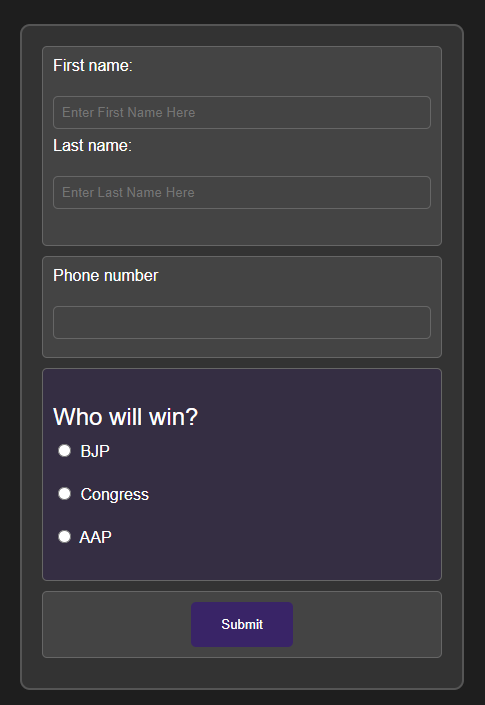 First name:
Enter First Name Here
Last name:
Enter Last Name Here
Phone number
Who will win?
BJP
Congress
AAP
Submit